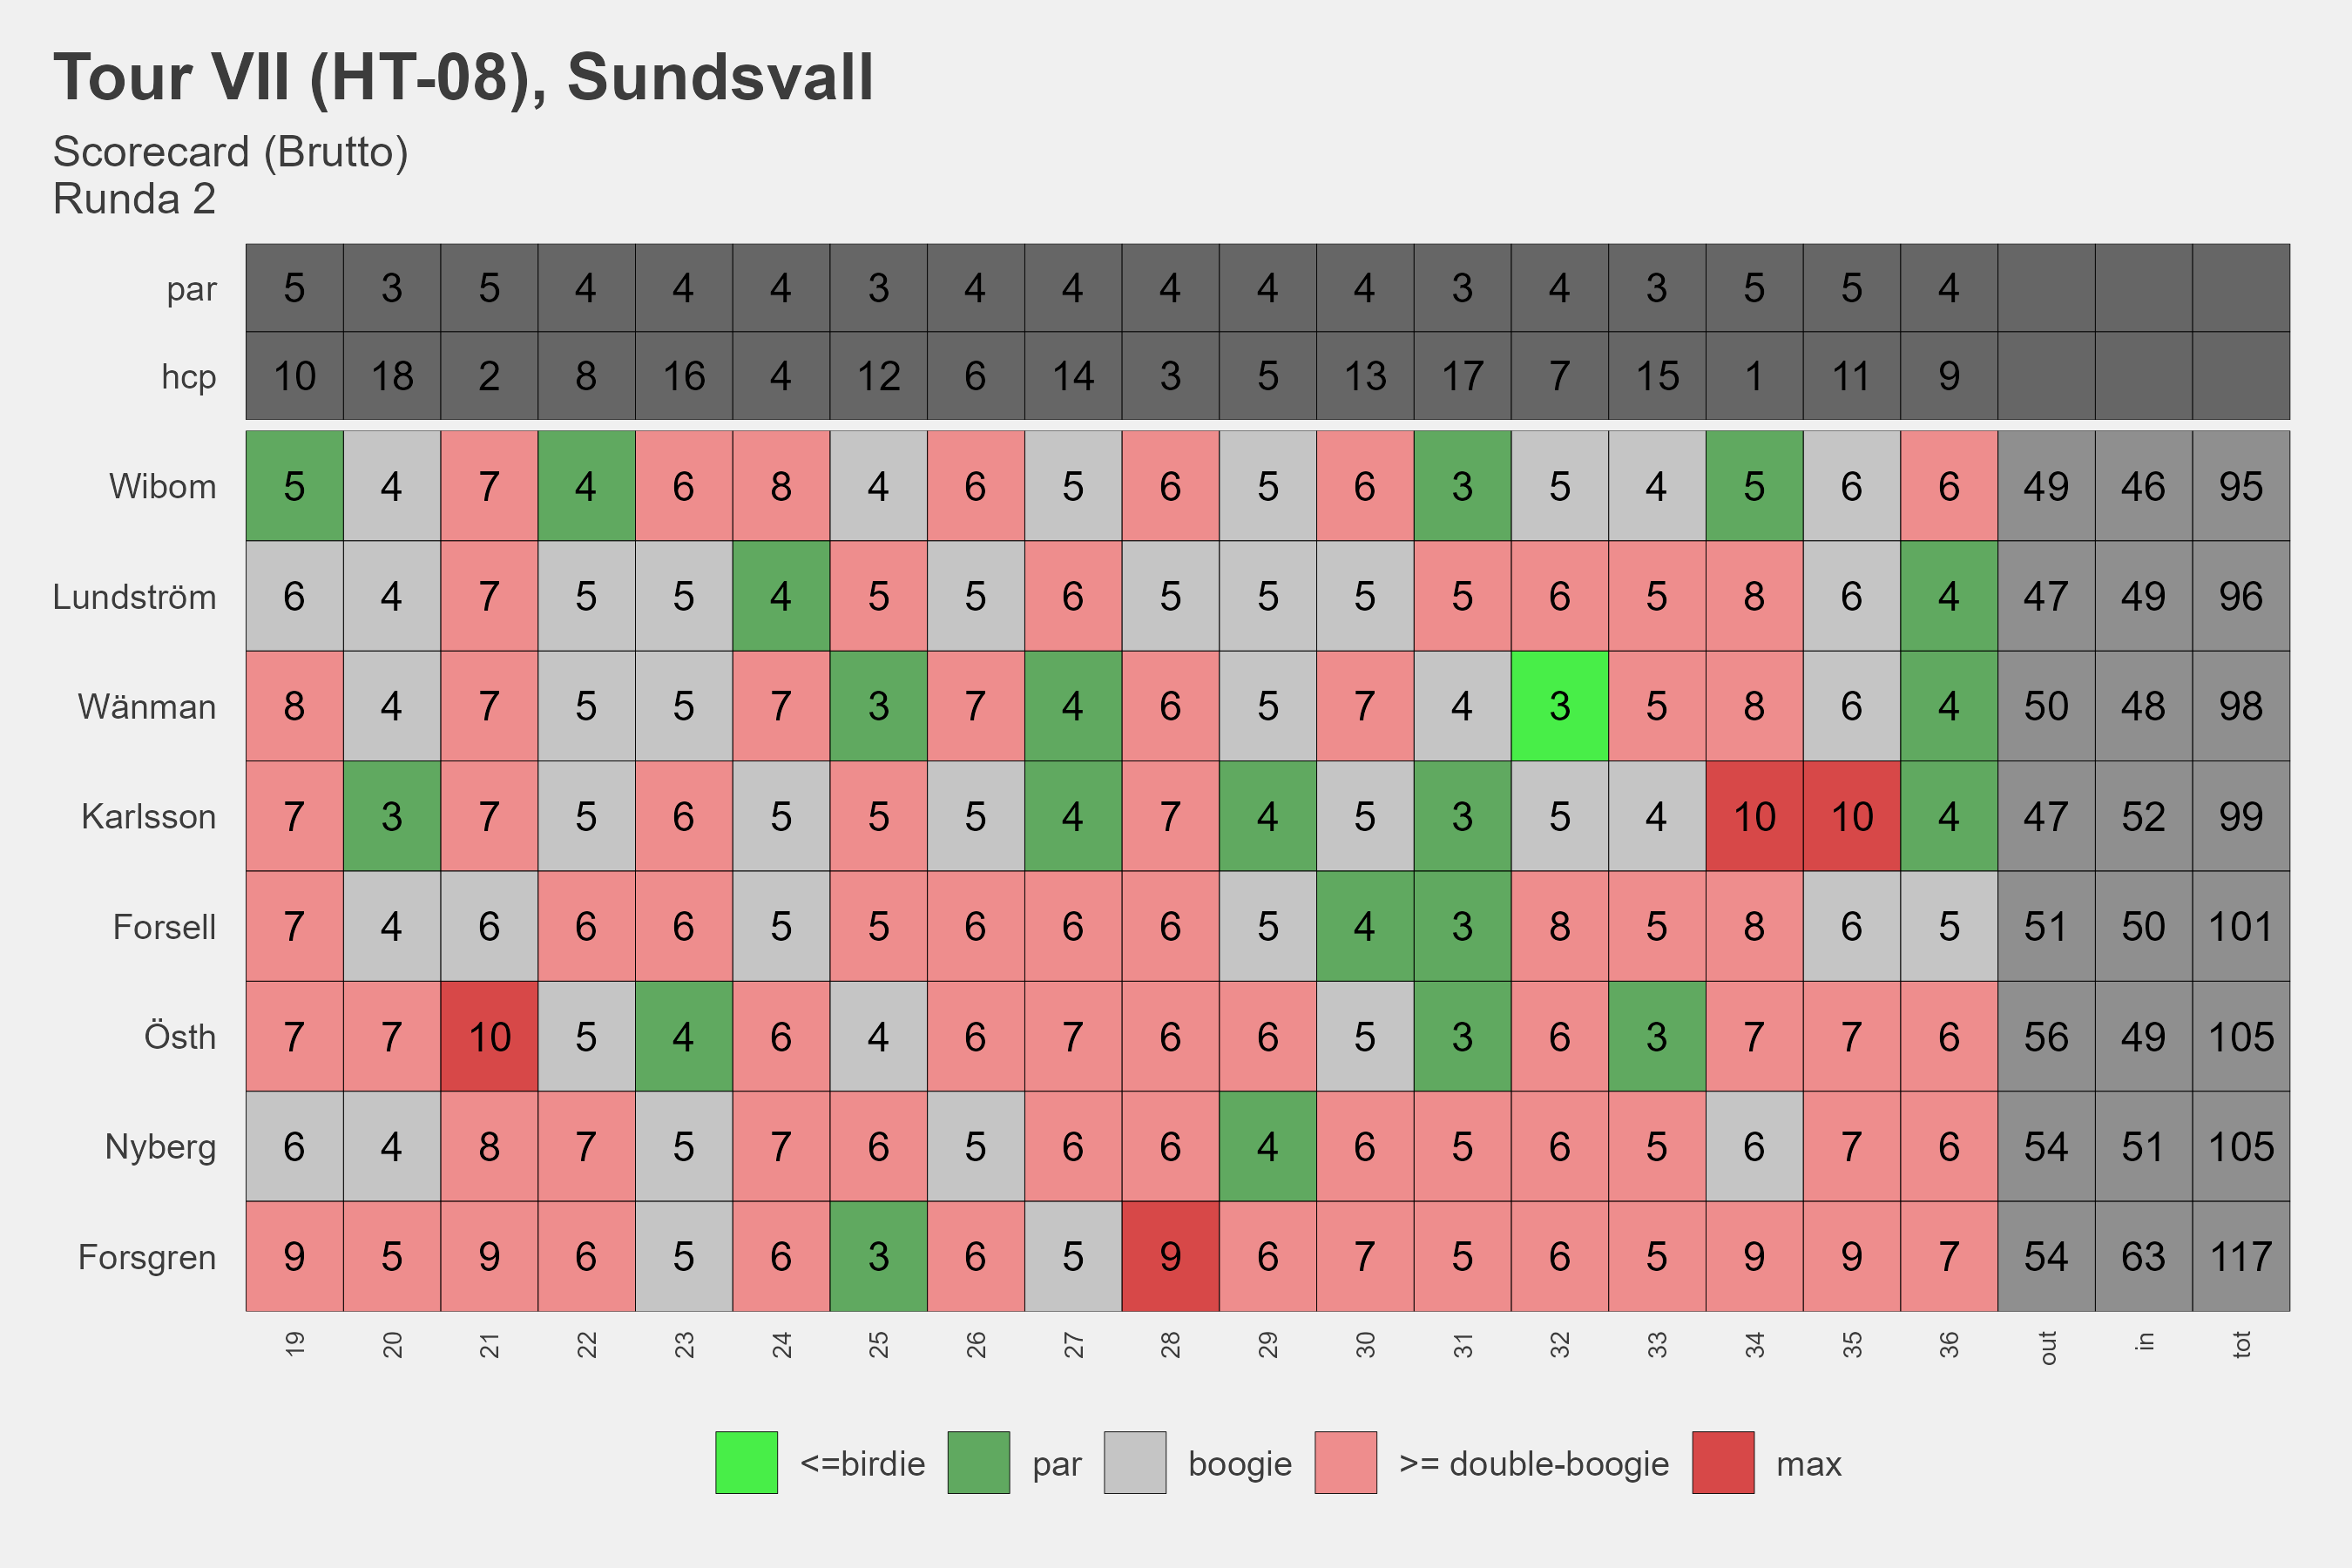 Tour VII (HT-08), Sundsvall
Scorecard (Brutto)
Runda 2
par 5 3 5 4 4 4 3 4 4 4 4 4 3 4 3 5 5 4
hcp 10 18 2 8 16 4 12 6 14 3 5 13 17 7 15 1 11 9
Wibom 5 4 7 4 6 8 4 6 5 6 5 6 3 5 4 5 6 6 49 46 95
Lundström 6 4 7 5 5 4 5 5 6 5 5 5 5 6 5 8 6 4 47 49 96
Wänman 8 4 7 5 5 7 3 7 4 6 5 7 4 3 5 8 6 4 50 48 98
Karlsson 7 3 7 5 6 5 5 5 4 7 4 5 3 5 4 10 10 4 47 52 99
Forsell 7 4 6 6 6 5 5 6 6 6 5 4 3 8 5 8 6 5 51 50 101
Östh 7 7 10 5 4 6 4 6 7 6 6 5 3 6 3 7 7 6 56 49 105
Nyberg 6 4 8 7 5 7 6 5 6 6 4 6 5 6 5 6 7 6 54 51 105
Forsgren 9 5 9 6 5 6 3 6 5 9 6 7 5 6 5 9 9 7 54 63 117
19 20 21 22 23 24 25 26 27 28 29 30 31 32 33 34 35 36 out in tot
<=birdie par boogie >= double-boogie max